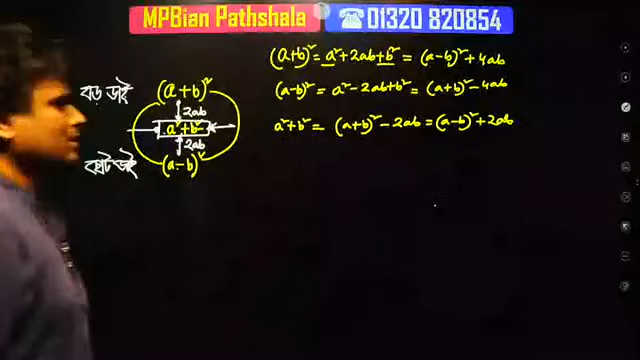 MPBian Pathshala ☎01320 820854
(a+b)² = a²+2ab+b² = (a-b)²+4ab
(a-b)² = a²-2ab+b² = (a+b)²-4ab
a²+b² = (a+b)²-2ab = (a-b)²+2ab
বড় ভাই (a+b)²
2ab
a²+b²
2ab
ছোট ভাই (a-b)²